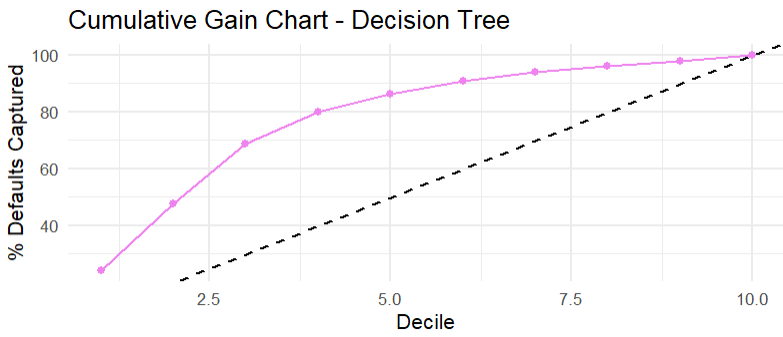 Cumulative Gain Chart - Decision Tree
% Defaults Captured
100
80
60
40
2.5 5.0 7.5 10.0
Decile